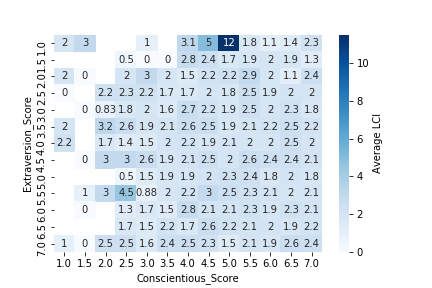 2 3 1 3.1 5 12 1.8 1.1 1.4 2.3
0.5 0 0 2.8 2.4 1.7 1.9 2 1.9 1.3
2 0 2 3 2 1.5 2.2 2.2 2.9 2 1.1 2.4
0 2.2 2.3 2.2 1.7 1.7 2 1.8 2.5 1.9 2 2
0 0.83 1.8 2 1.6 2.7 2.2 1.9 2.5 2 2.3 1.8
2 3.2 2.6 1.9 2.1 2.6 2.5 1.9 2.1 2.2 2.5 2.2
2.2 1.7 1.4 1.5 2 2.2 1.9 2.1 2 2 2.5 2
0 3 3 2.6 1.9 2.1 2.5 2 2.6 2.4 2.4 2.1
0.5 1.5 1.9 1.9 2 2.3 2.4 1.8 2 1.8
1 3 4.5 0.88 2 2.2 3 2.5 2.3 2.1 2 2.1
0 1.3 1.7 1.5 2.8 2.1 2.1 2.3 1.9 2.3 2.1
1.7 1.5 2.2 1.7 2.6 2.2 2.1 2 1.9 2.2
1 0 2.5 2.5 1.6 2.4 2.5 2.3 1.5 2.1 1.9 2.6 2.4
1.0 1.5 2.0 2.5 3.0 3.5 4.0 4.5 5.0 5.5 6.0 6.5 7.0
Conscientious_Score
7.0 6.5 6.0 5.5 5.0 4.5 4.0 3.5 3.0 2.5 2.0 1.5 1.0
Extraversion_Score
10
8
6
4
2
0
Average LCI